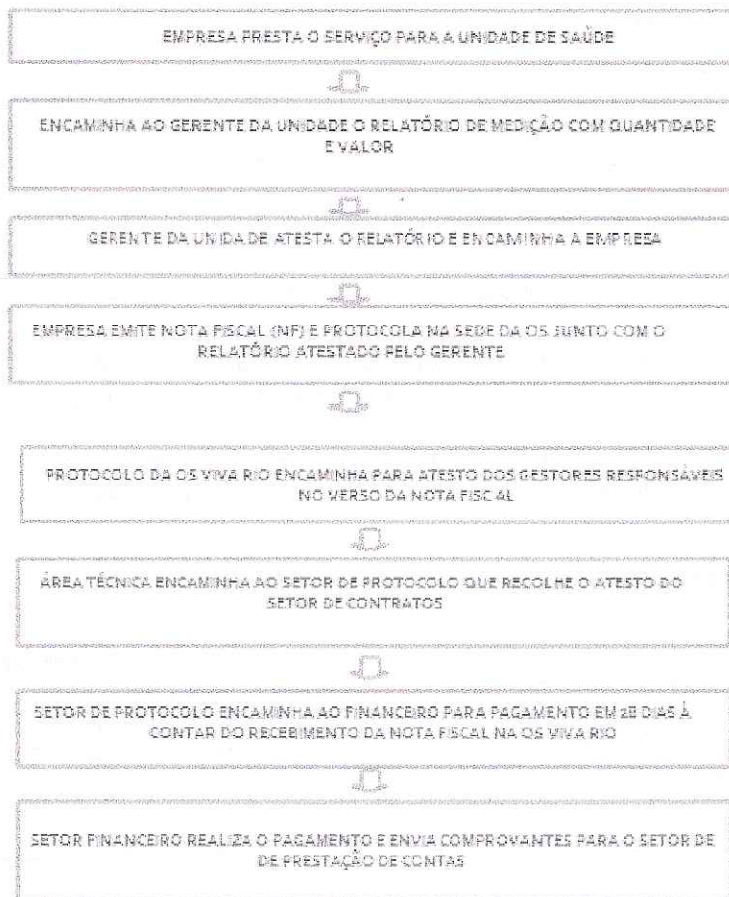 EMPRESA PRESTA O SERVIÇO PARA A UNIDADE DE SAÚDE
ENCAMINHA AO GERENTE DA UNIDADE O RELATÓRIO DE MEDIÇÃO COM QUANTIDADE
E VALOR
GERENTE DA UNIDADE ATESTA O RELATÓRIO E ENCAMINHA A EMPRESA
EMPRESA EMITE NOTA FISCAL (NF) E PROTOCOLA NA SEDE DA OS JUNTO COM O
RELATÓRIO ATESTADO PELO GERENTE
PROTOCOLO DA OS VIVA RIO ENCAMINHA PARA ATESTO DOS GESTORES RESPONSÁVEIS
NO VERSO DA NOTA FISCAL
ÁREA TÉCNICA ENCAMINHA AO SETOR DE PROTOCOLO QUE RECOLHE O ATESTO DO
SETOR DE CONTRATOS
SETOR DE PROTOCOLO ENCAMINHA AO FINANCEIRO PARA PAGAMENTO EM 28 DIAS À
CONTAR DO RECEBIMENTO DA NOTA FISCAL NA OS VIVA RIO
SETOR FINANCEIRO REALIZA O PAGAMENTO E ENVIA COMPROVANTES PARA O SETOR DE
DE PRESTAÇÃO DE CONTAS